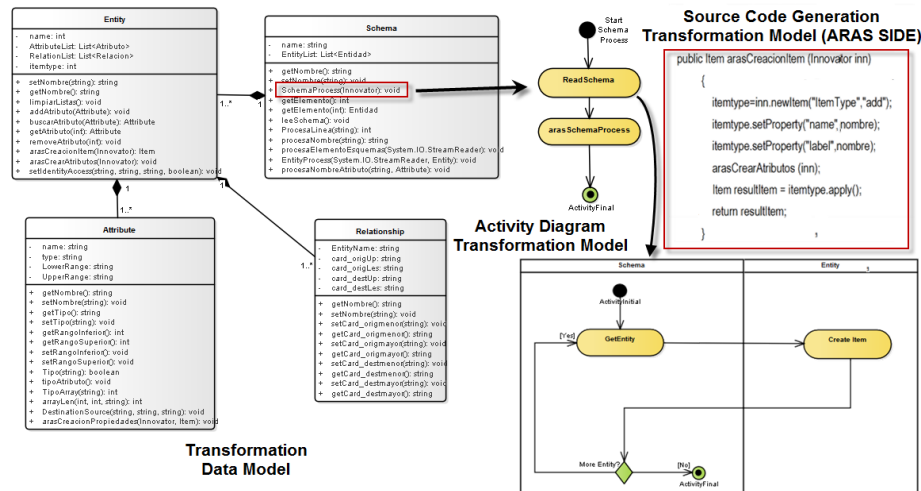 Entity
- name: int
- AttributeList: List<Atributo>
- RelationList: List<Relacion>
- itemtype: int
+ setNombre(string): string
+ getNombre(): string
+ limpiarListas(): void
+ addAtributo(Attribute): void
+ buscarAtributo(Attribute): Attribute
+ getAtributo(int): Attribute
+ removeAtributo(int): void
+ arasCreacionItem(Innovator): Item
+ arasCrearAtributos(Innovator): void
+ setIdentityAccess(string, string, string, boolean): void
1..*
1
1
1
1..*
1..*
Schema
- name: string
- EntityList: List<Entidad>
+ getNombre(): string
+ setNombre(string): void
+ SchemaProcess(Innovator): void
+ getElemento(): int
+ getElemento(int): Entidad
+ leeSchema(): void
+ ProcesaLinea(string): int
+ procesaNombre(string): string
+ procesaElementoEsquema(System.IO.StreamReader): void
+ EntityProcess(System.IO.StreamReader, Entity): void
+ procesaNombreAtributo(string, Attribute): void
Attribute
- name: string
- type: string
- LowerRange: string
- UpperRange: string
+ getNombre(): string
+ setNombre(string): void
+ getTipo(): string
+ setTipo(string): void
+ getRangoInferior(): int
+ getRangoSuperior(): int
+ setRangoInferior(): void
+ setRangoSuperior(): void
+ Tipo(string): boolean
+ tipoAtributo(): void
+ TipoArray(string): int
+ arrayLen(int, int, string): int
+ DestinationSource(string, string, string): void
+ arasCreacionPropiedades(Innovator, Item): void
Relationship
- EntityName: string
- card_origUp: string
- card_origLes: string
- card_destUp: string
- card_destLes: string
+ getNombre(): string
+ setNombre(string): void
+ setCard_origmenor(string): void
+ getCard_origmenor(): string
+ setCard_origmayor(string): void
+ getCard_origmayor(): string
+ setCard_destmenor(string): void
+ getCard_destmenor(): string
+ setCard_destmayor(string): void
+ getCard_destmayor(): string
Transformation
Data Model
Start
Schema
Process
ReadSchema
arasSchemaProcess
ActivityFinal
Activity Diagram
Transformation Model
Source Code Generation
Transformation Model (ARAS SIDE)
public Item arasCreacionItem (Innovator inn)
{
itemtype=inn.newItem("ItemType","add");
itemtype.setProperty("name",nombre);
itemtype.setProperty("label",nombre);
arasCrearAtributos (inn);
Item resultItem = itemtype.apply();
return resultItem;
}
Schema
Entity
ActivityInitial
[Yes]
GetEntity
Create Item
More Entity?
[No]
ActivityFinal